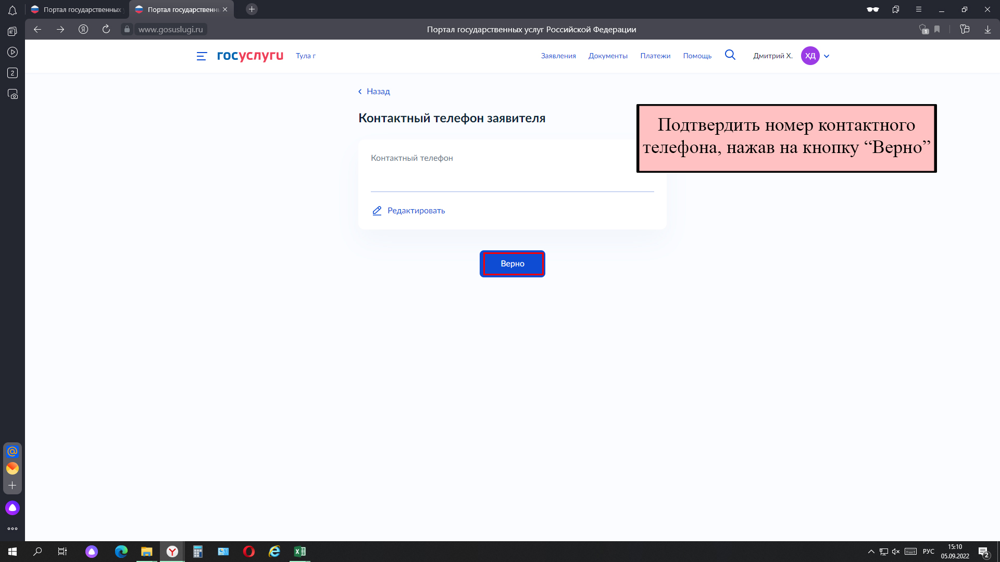 Портал государственных
Портал государственн
www.gosuslugi.ru
Портал государственных услуг Российской Федерации
1
2
госуслуги
Тула г
Заявления
Документы
Платежи
Помощь
Дмитрий Х.
ХД
Назад
Контактный телефон заявителя
Подтвердить номер контактного
телефона, нажав на кнопку “Верно”
Контактный телефон
Редактировать
Верно
РУС
15:10
05.09.2022
2